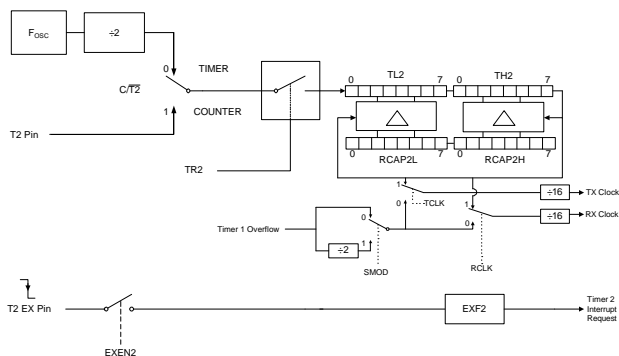 FOSC
÷2
0
TIMER
C/T2
1
COUNTER
T2 Pin
TR2
0 TL2 7
0 TH2 7
0 RCAP2L 7
0 RCAP2H 7
1
0
TCLK
÷16
TX Clock
1
0
RCLK
÷16
RX Clock
Timer 1 Overflow
÷2
0
1
SMOD
T2 EX Pin
EXEN2
EXF2
Timer 2
Interrupt
Request